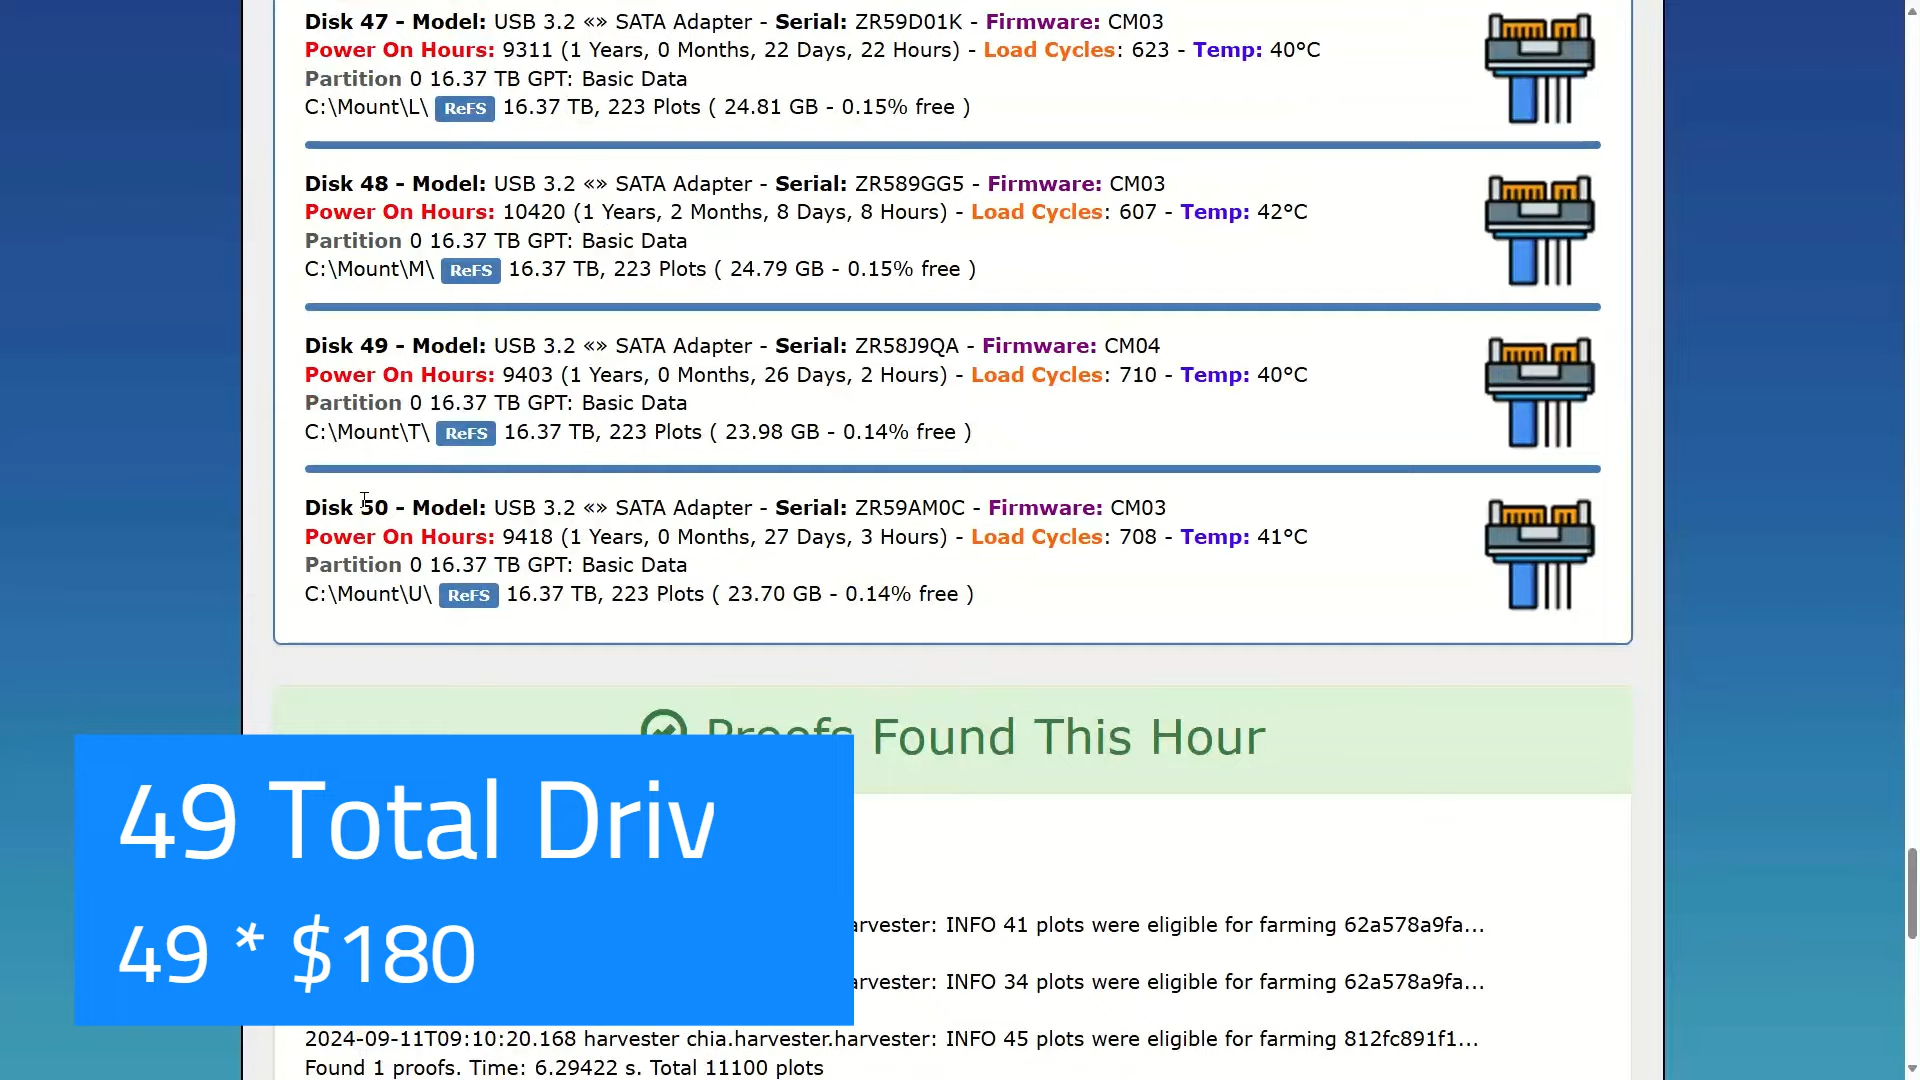 Disk 47 - Model: USB 3.2 «» SATA Adapter - Serial: ZR59D01K - Firmware: CM03
Power On Hours: 9311 (1 Years, 0 Months, 22 Days, 22 Hours) - Load Cycles: 623 - Temp: 40°C
Partition 0 16.37 TB GPT: Basic Data
C:\Mount\L\ ReFS 16.37 TB, 223 Plots ( 24.81 GB - 0.15% free )
Disk 48 - Model: USB 3.2 «» SATA Adapter - Serial: ZR589GG5 - Firmware: CM03
Power On Hours: 10420 (1 Years, 2 Months, 8 Days, 8 Hours) - Load Cycles: 607 - Temp: 42°C
Partition 0 16.37 TB GPT: Basic Data
C:\Mount\M\ ReFS 16.37 TB, 223 Plots ( 24.79 GB - 0.15% free )
Disk 49 - Model: USB 3.2 «» SATA Adapter - Serial: ZR58J9QA - Firmware: CM04
Power On Hours: 9403 (1 Years, 0 Months, 26 Days, 2 Hours) - Load Cycles: 710 - Temp: 40°C
Partition 0 16.37 TB GPT: Basic Data
C:\Mount\T\ ReFS 16.37 TB, 223 Plots ( 23.98 GB - 0.14% free )
Disk 50 - Model: USB 3.2 «» SATA Adapter - Serial: ZR59AM0C - Firmware: CM03
Power On Hours: 9418 (1 Years, 0 Months, 27 Days, 3 Hours) - Load Cycles: 708 - Temp: 41°C
Partition 0 16.37 TB GPT: Basic Data
C:\Mount\U\ ReFS 16.37 TB, 223 Plots ( 23.70 GB - 0.14% free )
Proofs Found This Hour
49 Total Driv
49 * $180
arvester: INFO 41 plots were eligible for farming 62a578a9fa...
arvester: INFO 34 plots were eligible for farming 62a578a9fa...
2024-09-11T09:10:20.168 harvester chia.harvester.harvester: INFO 45 plots were eligible for farming 812fc891f1...
Found 1 proofs. Time: 6.29422 s. Total 11100 plots